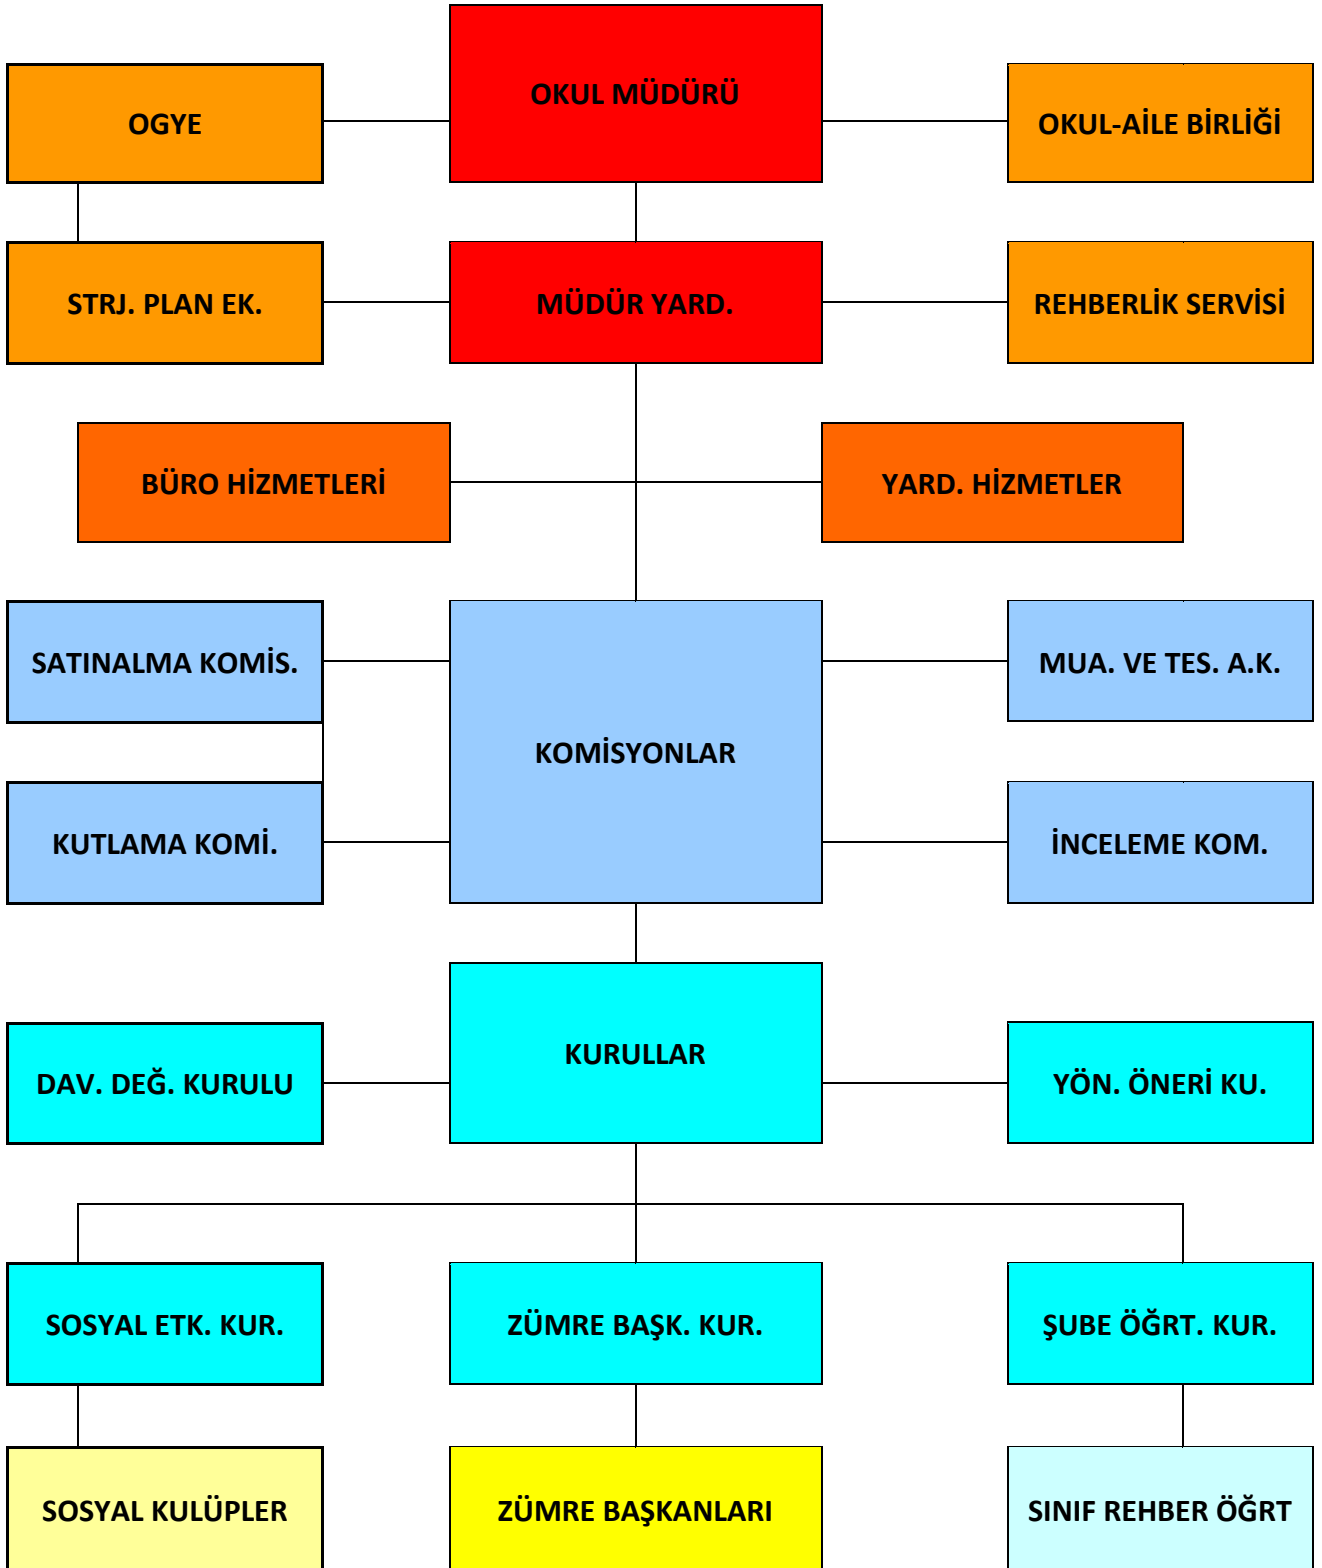 OKUL MÜDÜRÜ
OGYE
OKUL-AİLE BİRLİĞİ
STRJ. PLAN EK.
MÜDÜR YARD.
REHBERLİK SERVİSİ
BÜRO HİZMETLERİ
YARD. HİZMETLER
SATINALMA KOMİS.
MUA. VE TES. A.K.
KOMİSYONLAR
KUTLAMA KOMİ.
İNCELEME KOM.
KURULLAR
DAV. DEĞ. KURULU
YÖN. ÖNERİ KU.
SOSYAL ETK. KUR.
ZÜMRE BAŞK. KUR.
ŞUBE ÖĞRT. KUR.
SOSYAL KULÜPLER
ZÜMRE BAŞKANLARI
SINIF REHBER ÖĞRT